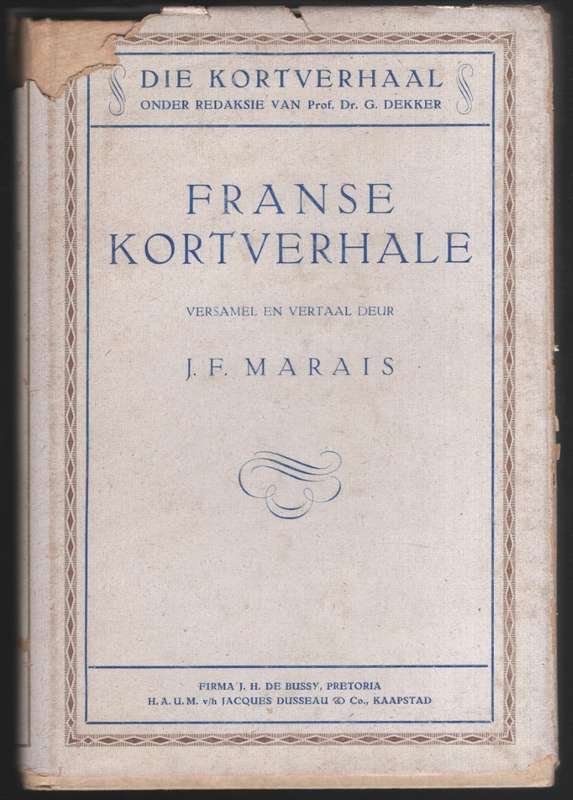 DIE KORTVERHAAL
ONDER REDAKSIE VAN Prof. Dr. G. DEKKER
FRANSE
KORTVERHALE
VERSAMEL EN VERTAAL DEUR
J. F. MARAIS
FIRMA J. H. DE BUSSY, PRETORIA
H. A. U. M. v/h JACQUES DUSSEAU & Co., KAAPSTAD